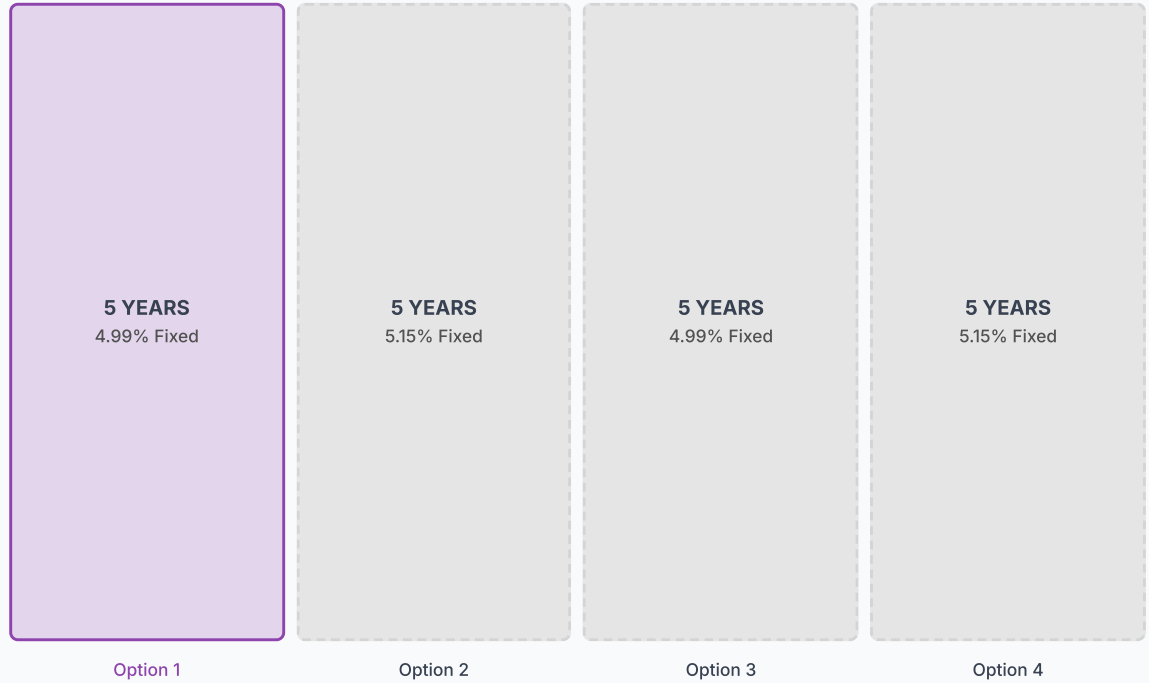 5 YEARS
4.99% Fixed
Option 1
5 YEARS
5.15% Fixed
Option 2
5 YEARS
4.99% Fixed
Option 3
5 YEARS
5.15% Fixed
Option 4